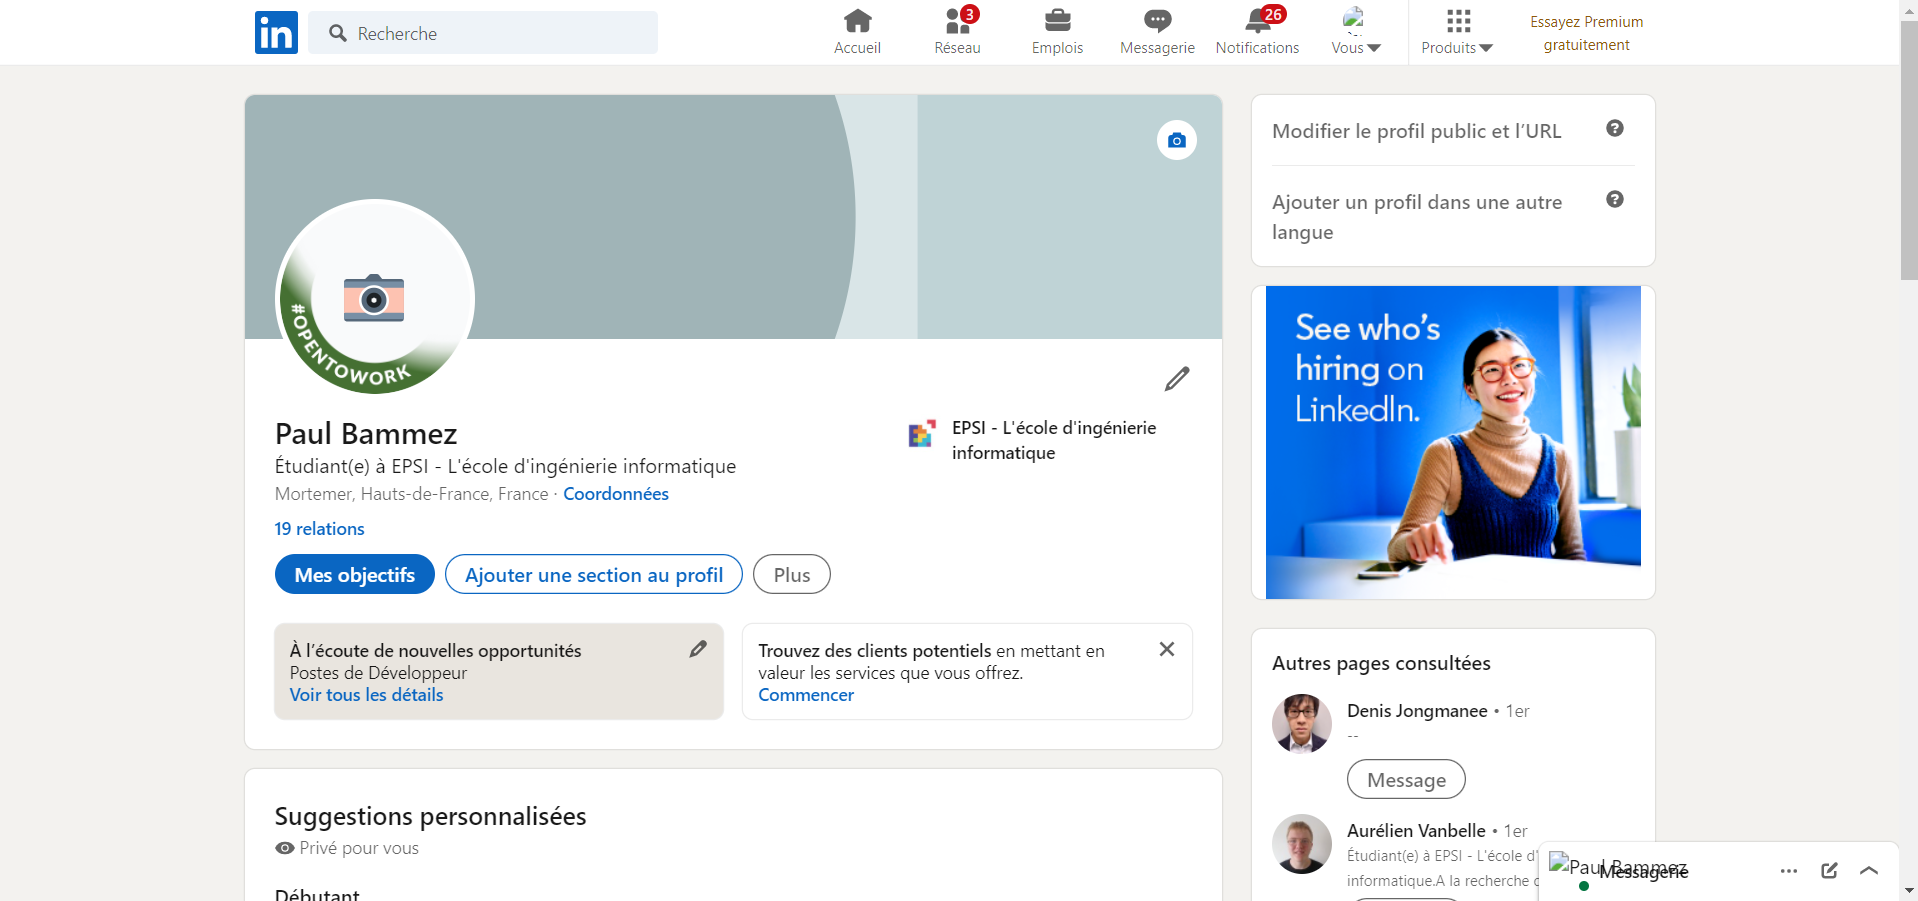 in
Recherche
Accueil
3
Réseau
Emplois
Messagerie
26
Notifications
Vous
Produits
Essayez Premium
gratuitement
#OPENTOWORK
Paul Bammez
Étudiant(e) à EPSI - L'école d'ingénierie informatique
Mortemer, Hauts-de-France, France · Coordonnées
19 relations
EPSI - L'école d'ingénierie
informatique
Mes objectifs
Ajouter une section au profil
Plus
À l’écoute de nouvelles opportunités
Postes de Développeur
Voir tous les détails
Trouvez des clients potentiels en mettant en
valeur les services que vous offrez.
Commencer
Suggestions personnalisées
Privé pour vous
Débutant
Modifier le profil public et l’URL
Ajouter un profil dans une autre
langue
See who’s
hiring on
LinkedIn.
Autres pages consultées
Denis Jongmanee • 1er
--
Message
Aurélien Vanbelle • 1er
Étudiant(e) à EPSI - L'école d'
informatique.A la recherche
Paul Bammez
Messagerie